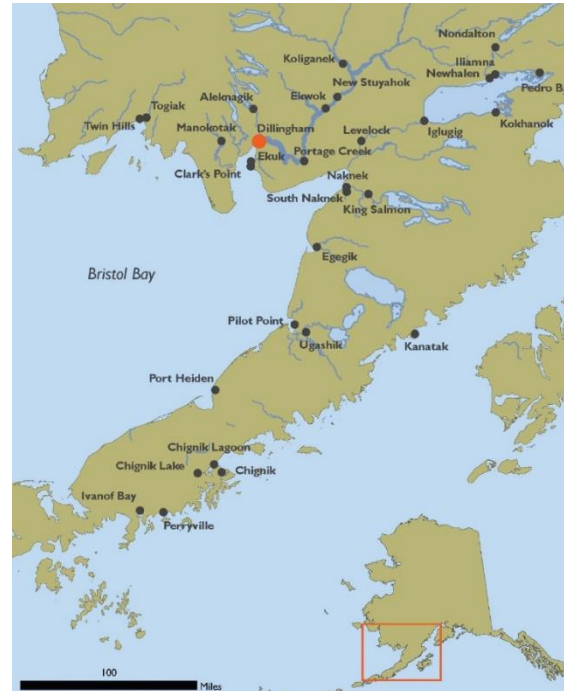 Nondalton
Koliganek
Iliamna
Newhalen
Pedro B
New Stuyahok
Aleknagik
Ekwok
Togiak
Twin Hills
Manokotak
Dillingham
Levelock
Iglugig
Kokhanok
Ekuk
Portage Creek
Clark's Point
Naknek
South Naknek
King Salmon
Egegik
Bristol Bay
Pilot Point
Ugashik
Kanatak
Port Heiden
Chignik Lagoon
Chignik Lake
Chignik
Ivanof Bay
Perryville
100
Miles